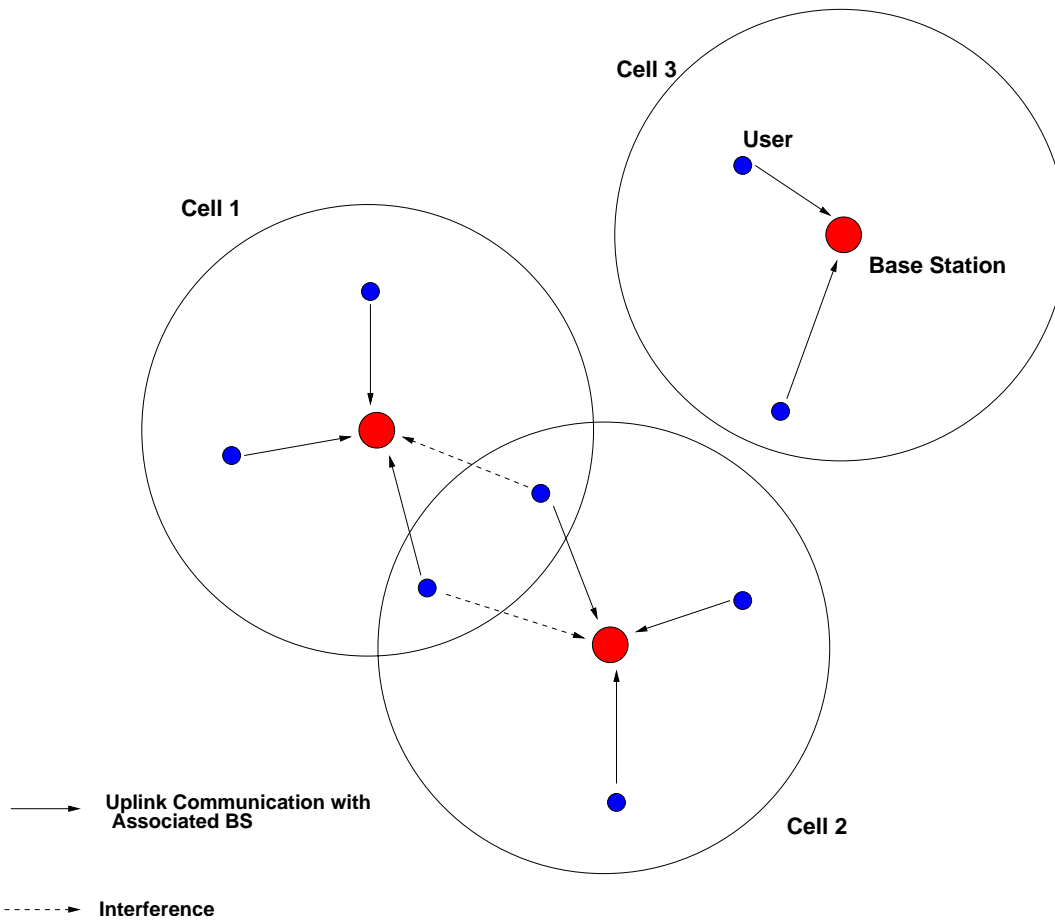 Cell 3
User
Cell 1
Base Station
Uplink Communication with
Associated BS
Cell 2
Interference